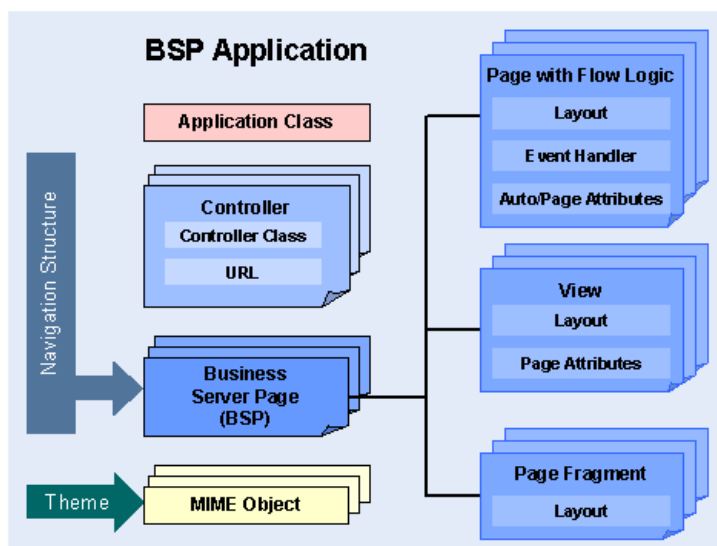 BSP Application
Application Class
Navigation Structure
Controller
Controller Class
URL
Business
Server Page
(BSP)
Theme
MIME Object
Page with Flow Logic
Layout
Event Handler
Auto/Page Attributes
View
Layout
Page Attributes
Page Fragment
Layout